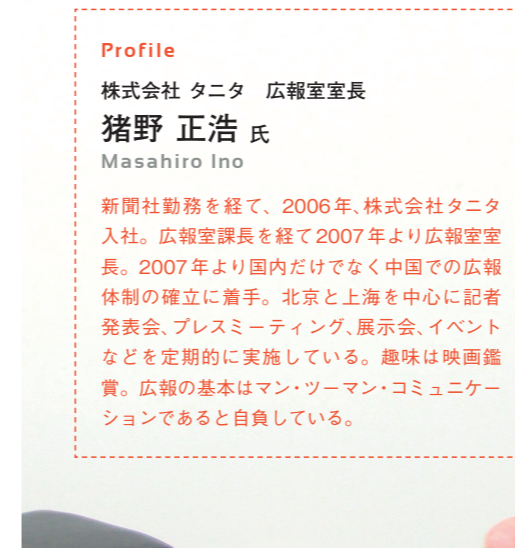 Profile
株式会社 タニタ　広報室室長
猪野 正浩 氏
Masahiro Ino
新聞社勤務を経て、2006年、株式会社タニタ
入社。広報室課長を経て2007年より広報室室
長。2007年より国内だけでなく中国での広報
体制の確立に着手。北京と上海を中心に記者
発表会、プレスミーティング、展示会、イベント
などを定期的に実施している。趣味は映画鑑
賞。広報の基本はマン・ツーマン・コミュニケー
ションであると自負している。